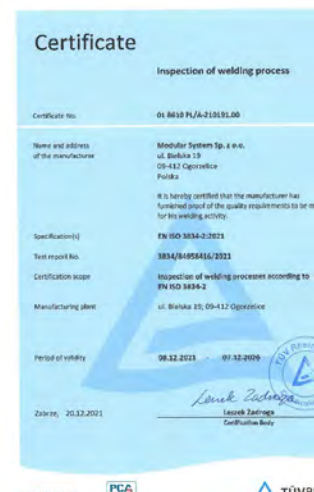 Certificate
Inspection of welding process
Certificate No.
01 8610 PL/A-210191.00
Name and address
of the manufacturer
Modular System Sp. z o.o.
ul. Bielska 19
09-412 Ogorzelice
Polska
It is hereby certified that the manufacturer has
furnished proof of the quality requirements to be m
for his welding activity.
Specification(s)
EN ISO 3834-2:2021
Test report No.
3834/84958416/2021
Certification scope
Inspection of welding processes according to
EN ISO 3834-2
Manufacturing plant
ul. Bielska 19; 09-412 Ogorzelice
Period of validity
08.12.2021 - 07.12.2026
Zabrze, 20.12.2021
Leszek Zadroga
Certification Body
PCA
TÜVR